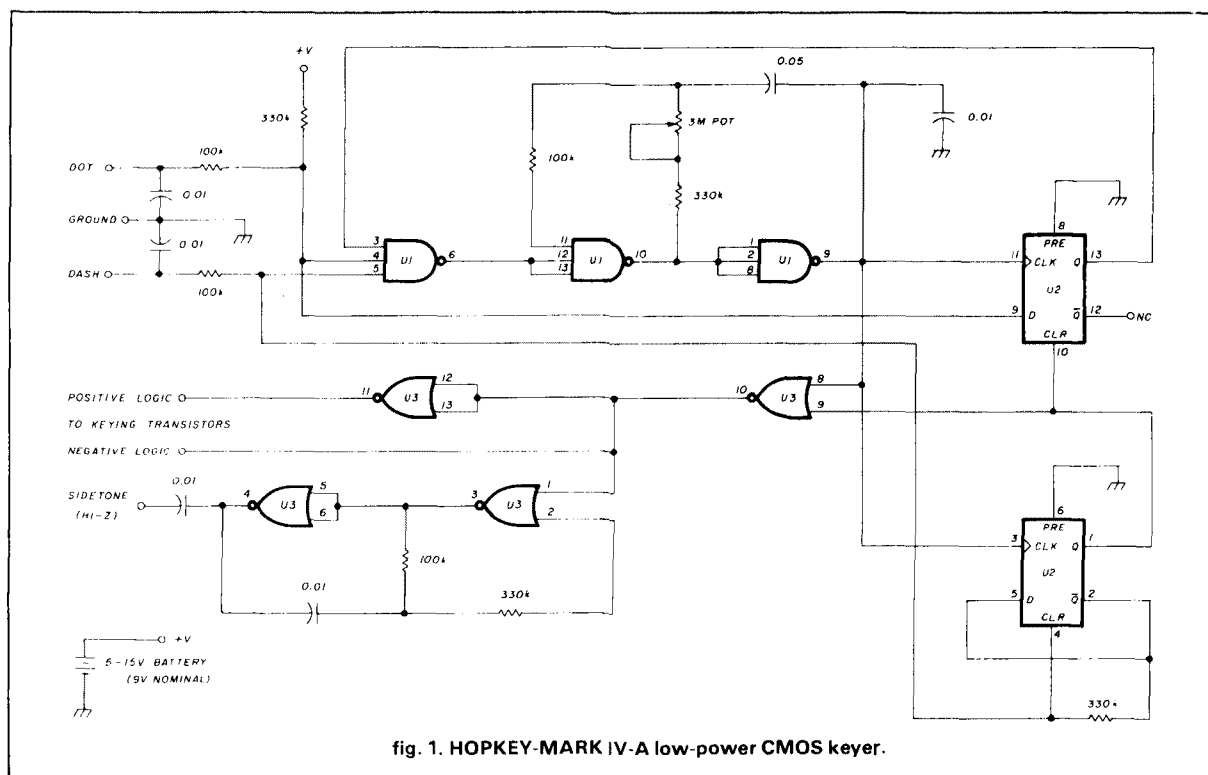 +V
330k
100k
DOT
0.01
GROUND
0.01
DASH
100k
0.05
3M POT
0.01
100k
330k
3
4
5
U1
6
11
12
13
U1
10
1
2
8
U1
9
8
PRE
11
CLK
Q
13
U2
9
D
Q
12
NC
CLR
10
POSITIVE LOGIC
11
U3
12
13
10
U3
8
9
TO KEYING TRANSISTORS
NEGATIVE LOGIC
SIDETONE
(HI-Z)
0.01
4
U3
5
6
3
U3
1
2
100k
0.01
330k
6
PRE
3
CLK
Q
1
U2
5
D
Q
2
CLR
4
330k
+V
5-15V BATTERY
(9V NOMINAL)
fig. 1. HOPKEY-MARK IV-A low-power CMOS keyer.